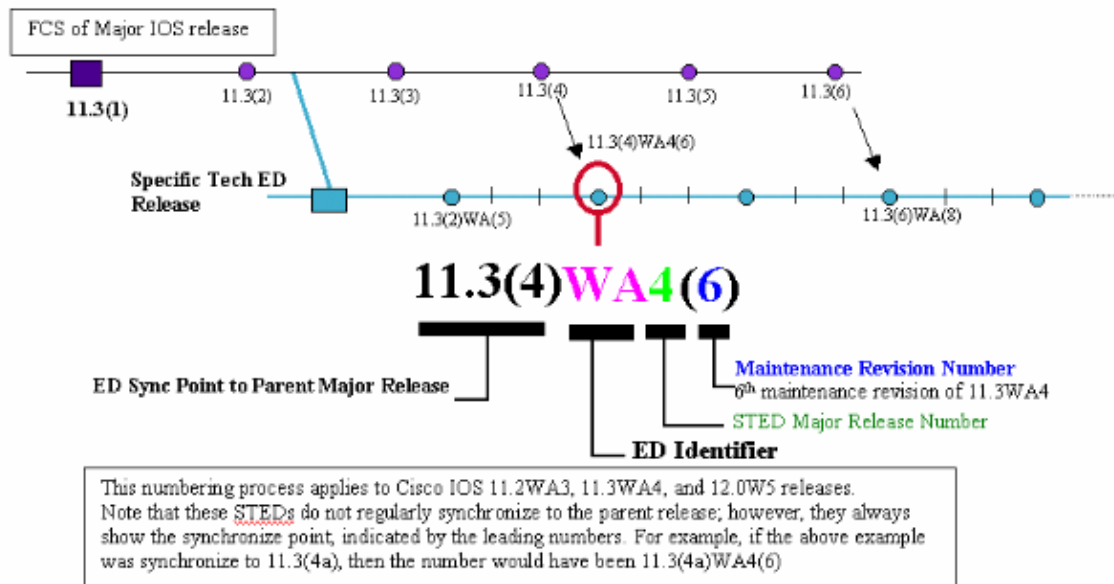 FCS of Major IOS release
11.3(1)
11.3(2)
11.3(3)
11.3(4)
11.3(5)
11.3(6)
11.3(4)WA4(6)
Specific Tech ED
Release
11.3(2)WA(5)
11.3(6)WA(8)
11.3(4)WA4(6)
ED Sync Point to Parent Major Release
Maintenance Revision Number
6th maintenance revision of 11.3WA4
STED Major Release Number
ED Identifier
This numbering process applies to Cisco IOS 11.2WA3, 11.3WA4, and 12.0W5 releases.
Note that these STEDs do not regularly synchronize to the parent release; however, they always
show the synchronize point, indicated by the leading numbers. For example, if the above example
was synchronize to 11.3(4a), then the number would have been 11.3(4a)WA4(6)